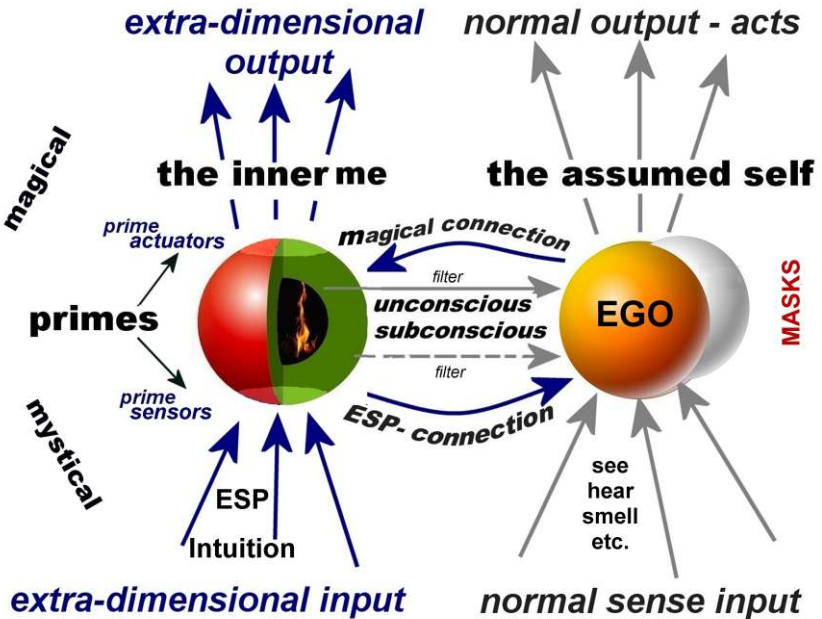 extra-dimensional
output
normal output - acts
magical
the inner me
the assumed self
prime
actuators
magical connection
filter
primes
unconscious
subconscious
EGO
MASKS
filter
prime
sensors
ESP- connection
mystical
ESP
Intuition
see
hear
smell
etc.
extra-dimensional input
normal sense input